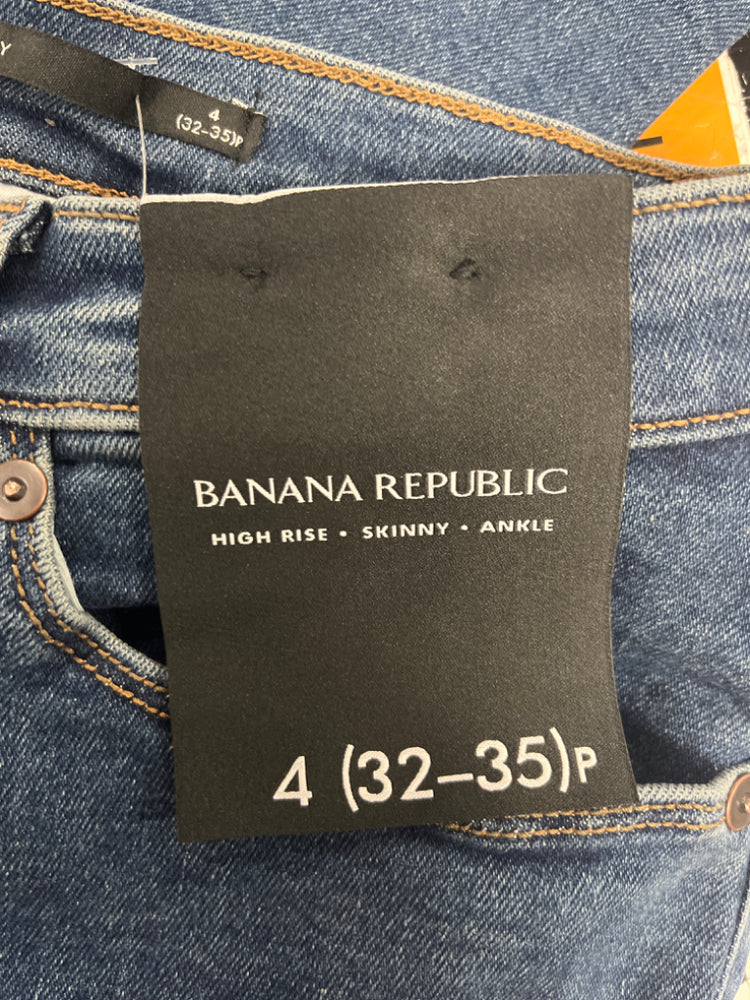 Y
4
(32–35)P
BANANA REPUBLIC
HIGH RISE • SKINNY • ANKLE
4 (32–35)P